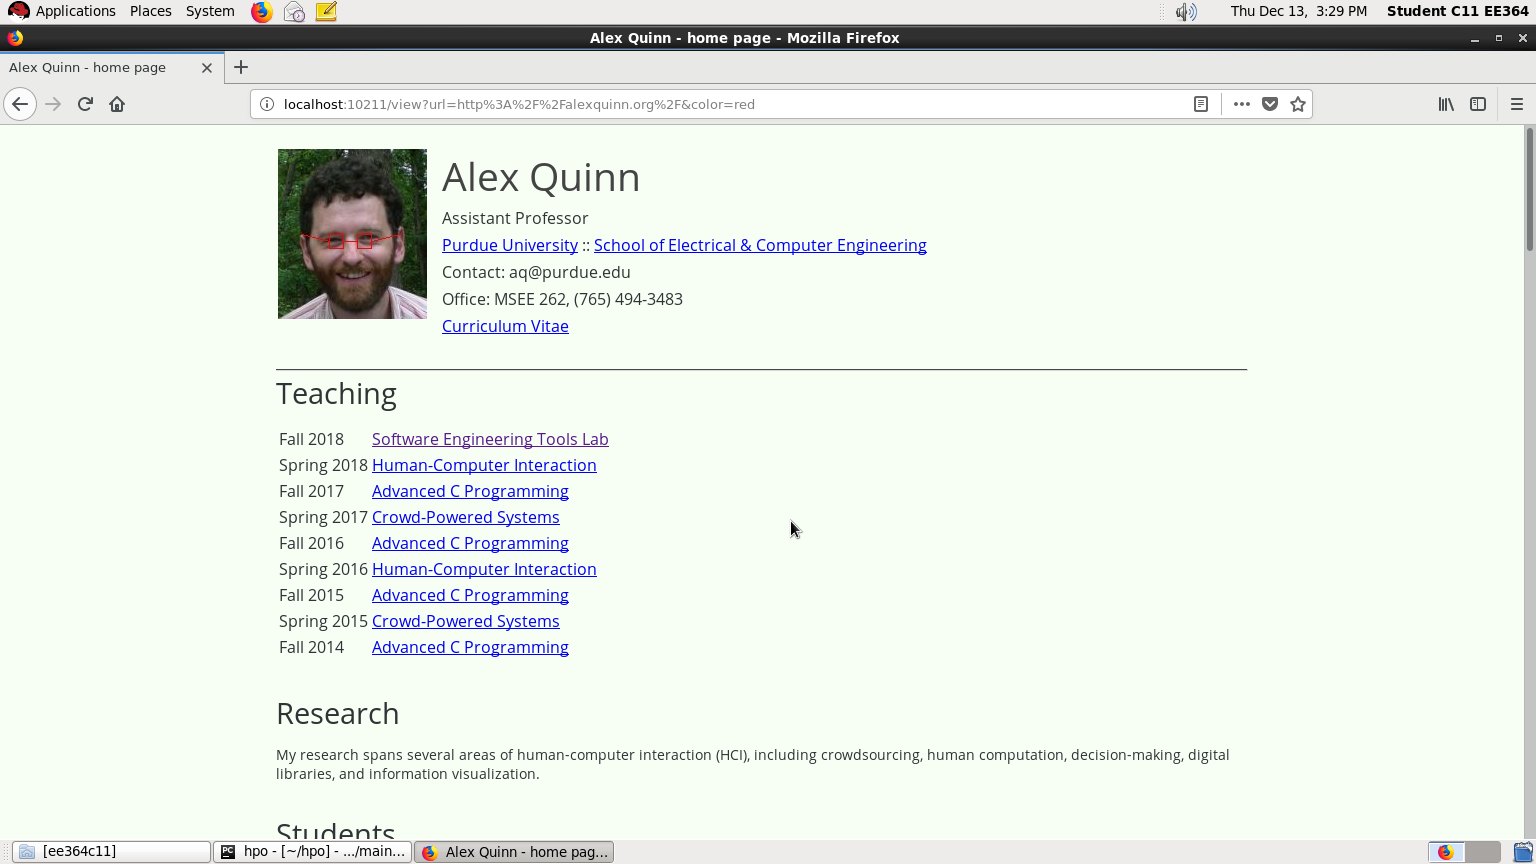 Applications Places System Thu Dec 13, 3:29 PM Student C11 EE364
Alex Quinn - home page - Mozilla Firefox
Alex Quinn - home page
localhost:10211/view?url=http%3A%2F%2Falexquinn.org%2F&color=red
Alex Quinn
Assistant Professor
Purdue University :: School of Electrical & Computer Engineering
Contact: aq@purdue.edu
Office: MSEE 262, (765) 494-3483
Curriculum Vitae
Teaching
Fall 2018 Software Engineering Tools Lab
Spring 2018 Human-Computer Interaction
Fall 2017 Advanced C Programming
Spring 2017 Crowd-Powered Systems
Fall 2016 Advanced C Programming
Spring 2016 Human-Computer Interaction
Fall 2015 Advanced C Programming
Spring 2015 Crowd-Powered Systems
Fall 2014 Advanced C Programming
Research
My research spans several areas of human-computer interaction (HCI), including crowdsourcing, human computation, decision-making, digital
libraries, and information visualization.
Students
[ee364c11] PC hpo - [~/hpo] - .../main... Alex Quinn - home pag...